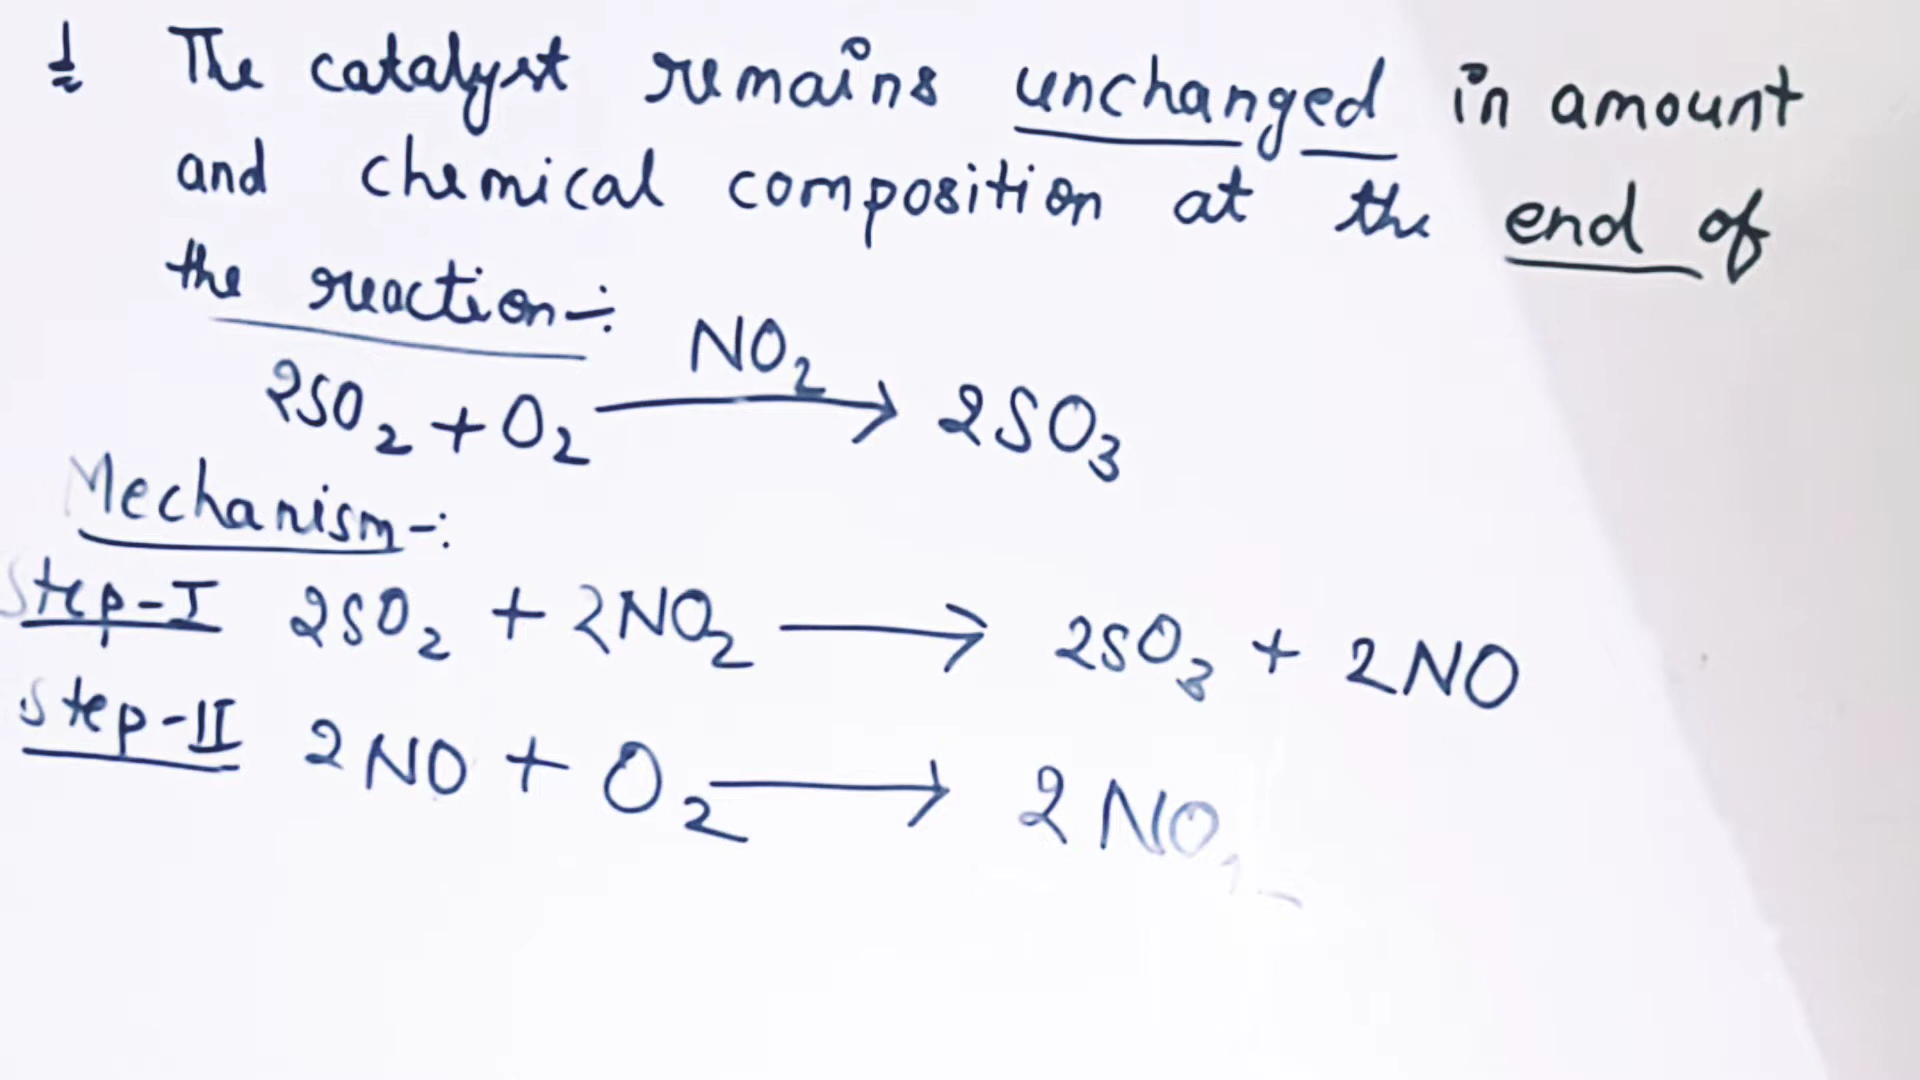 1 The catalyst remains unchanged in amount
and chemical composition at the end of
the reaction-:
2SO₂ + O₂ —NO₂→ 2SO₃
Mechanism-:
Step-I 2SO₂ + 2NO₂ → 2SO₃ + 2NO
Step-II 2NO + O₂ → 2NO